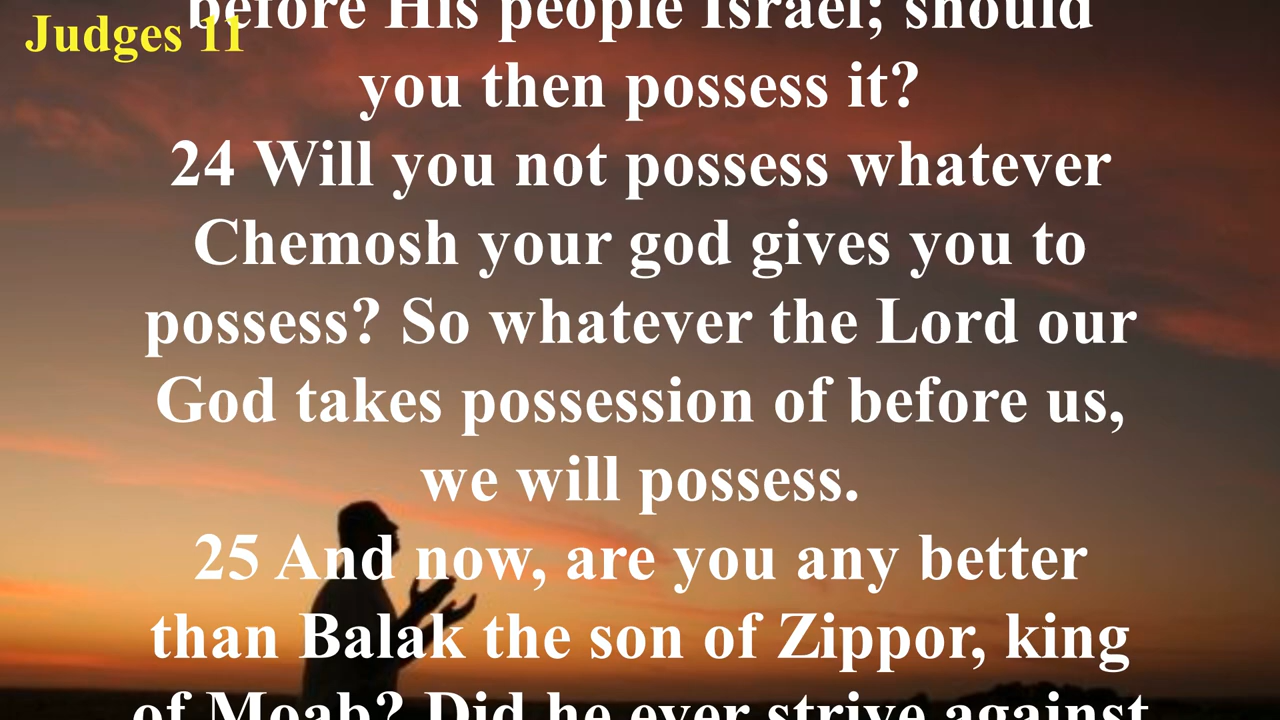 Judges 11
before His people Israel; should
you then possess it?
24 Will you not possess whatever
Chemosh your god gives you to
possess? So whatever the Lord our
God takes possession of before us,
we will possess.
25 And now, are you any better
than Balak the son of Zippor, king
of Moab? Did he ever strive against